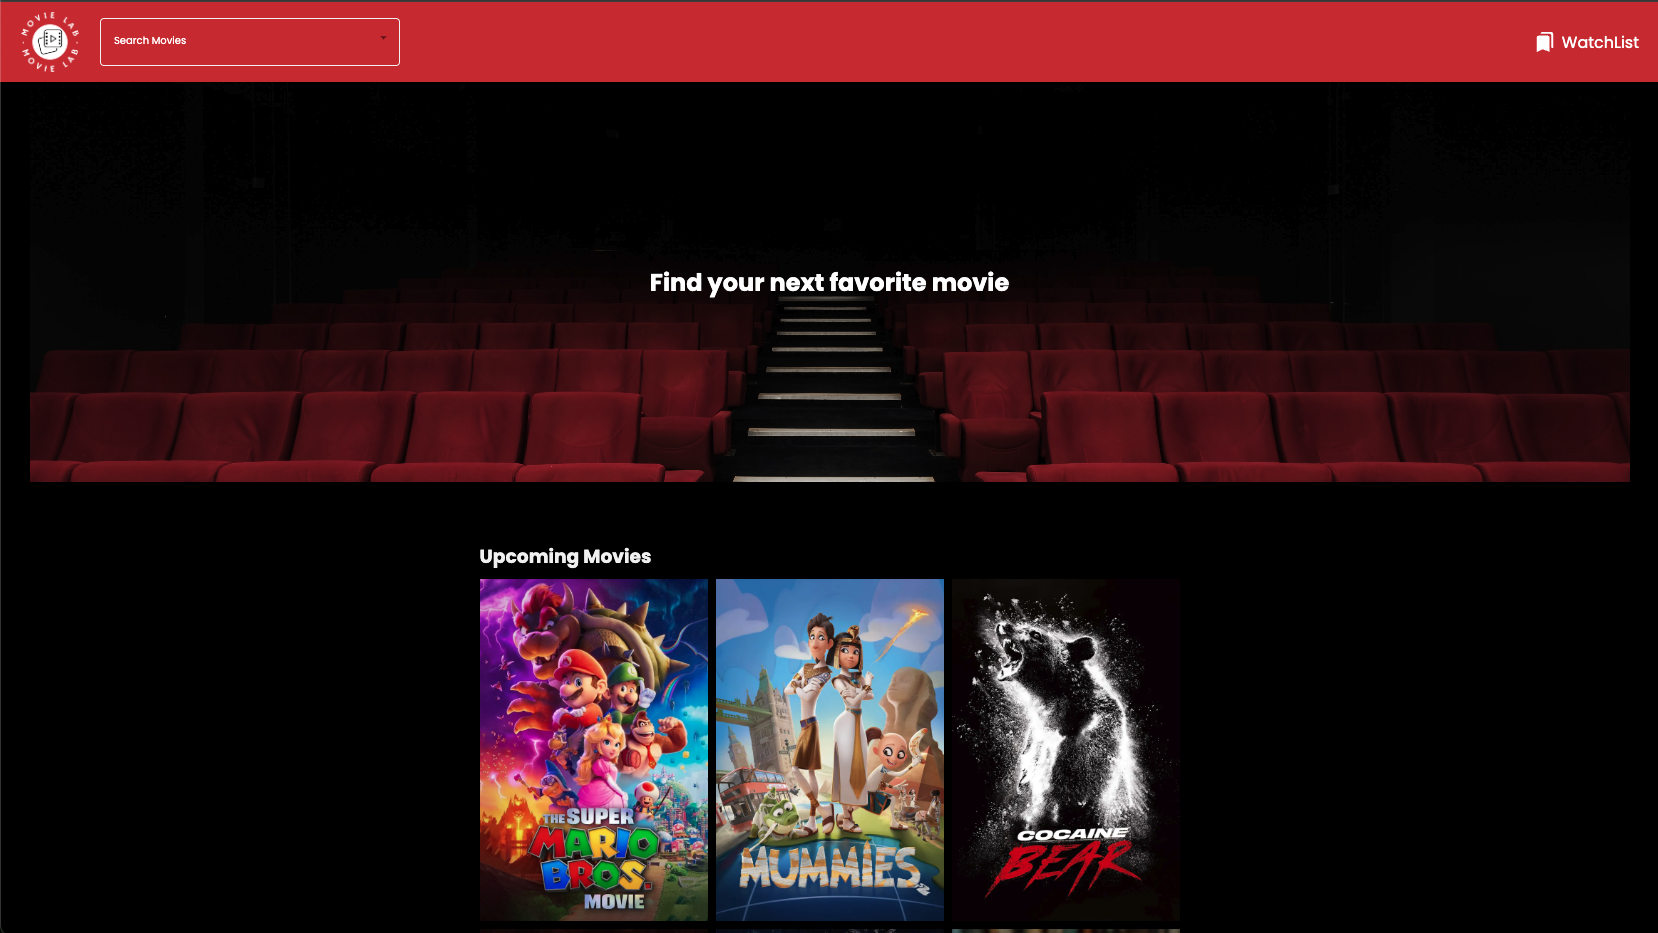 MOVIE LAB
MOVIE LAB
Search Movies
WatchList
Find your next favorite movie
Upcoming Movies
THE SUPER
MARIO
BROS.
MOVIE
MUMMIES
COCAINE
BEAR